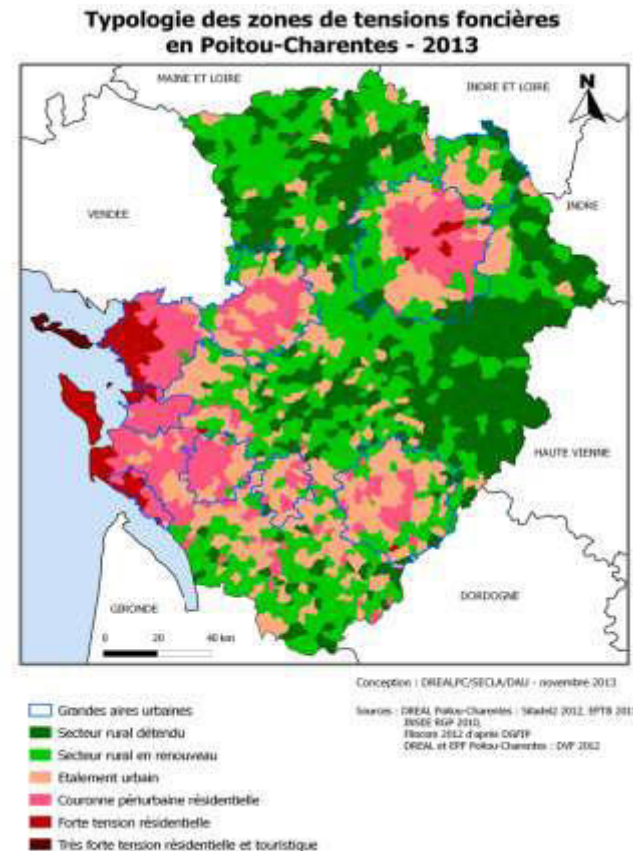 Typologie des zones de tensions foncières
en Poitou-Charentes - 2013
MAINE ET LOIRE
INDRE ET LOIRE
N
VENDEE
INDRE
HAUTE VIENNE
GIRONDE
DORDOGNE
0 20 40 km
Conception : DREALPC/SECLA/DAU - novembre 2013
Sources : DREAL Poitou-Charentes : Sitadel2 2012, EPTB
INSEE RGP 2010,
Filocom 2012 d'après DGFIP
DREAL et EPF Poitou-Charentes : DVF 2012
Grandes aires urbaines
Secteur rural détendu
Secteur rural en renouveau
Etalement urbain
Couronne périurbaine résidentielle
Forte tension résidentielle
Très forte tension résidentielle et touristique